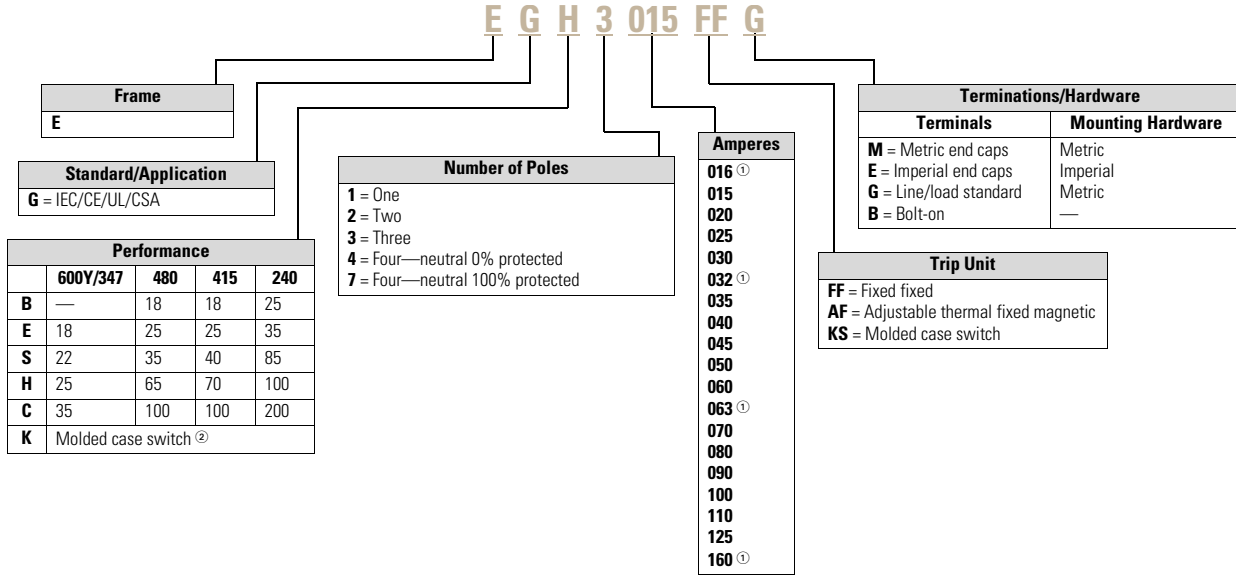 E G H 3 015 FF G
Frame
E
Standard/Application
G = IEC/CE/UL/CSA
Performance
600Y/347 480 415 240
B — 18 18 25
E 18 25 25 35
S 22 35 40 85
H 25 65 70 100
C 35 100 100 200
K Molded case switch ②
Number of Poles
1 = One
2 = Two
3 = Three
4 = Four—neutral 0% protected
7 = Four—neutral 100% protected
Amperes
016 ①
015
020
025
030
032 ①
035
040
045
050
060
063 ①
070
080
090
100
110
125
160 ①
Terminations/Hardware
Terminals Mounting Hardware
M = Metric end caps Metric
E = Imperial end caps Imperial
G = Line/load standard Metric
B = Bolt-on —
Trip Unit
FF = Fixed fixed
AF = Adjustable thermal fixed magnetic
KS = Molded case switch